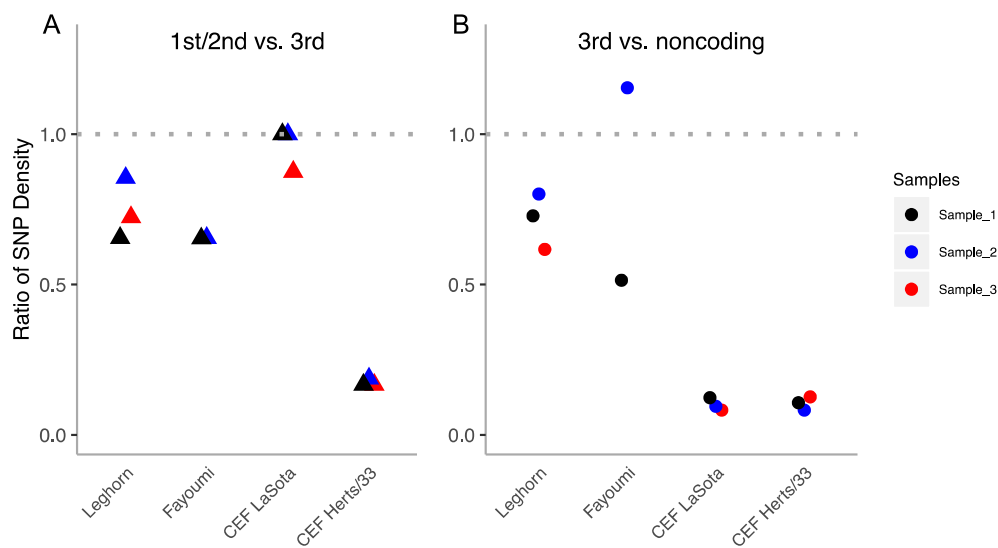 A
1st/2nd vs. 3rd
Ratio of SNP Density
1.0
0.5
0.0
Leghorn
Fayoumi
CEF LaSota
CEF Herts/33
B
3rd vs. noncoding
1.0
0.5
0.0
Leghorn
Fayoumi
CEF LaSota
CEF Herts/33
Samples
Sample_1
Sample_2
Sample_3